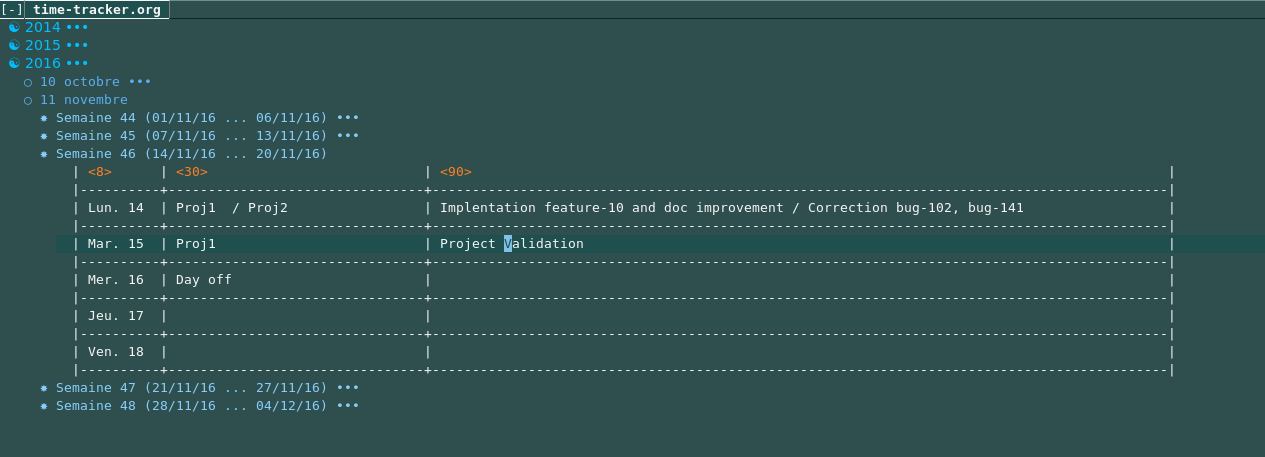 [-] time-tracker.org
☯ 2014 •••
☯ 2015 •••
☯ 2016 •••
○ 10 octobre •••
○ 11 novembre
✸ Semaine 44 (01/11/16 ... 06/11/16) •••
✸ Semaine 45 (07/11/16 ... 13/11/16) •••
✸ Semaine 46 (14/11/16 ... 20/11/16)
| <8>      | <30>                           | <90>                                                                                       |
|----------+--------------------------------+--------------------------------------------------------------------------------------------|
| Lun. 14  | Proj1  / Proj2                 | Implentation feature-10 and doc improvement / Correction bug-102, bug-141                  |
|----------+--------------------------------+--------------------------------------------------------------------------------------------|
| Mar. 15  | Proj1                          | Project Validation                                                                         |
|----------+--------------------------------+--------------------------------------------------------------------------------------------|
| Mer. 16  | Day off                        |                                                                                            |
|----------+--------------------------------+--------------------------------------------------------------------------------------------|
| Jeu. 17  |                                |                                                                                            |
|----------+--------------------------------+--------------------------------------------------------------------------------------------|
| Ven. 18  |                                |                                                                                            |
|----------+--------------------------------+--------------------------------------------------------------------------------------------|
✸ Semaine 47 (21/11/16 ... 27/11/16) •••
✸ Semaine 48 (28/11/16 ... 04/12/16) •••